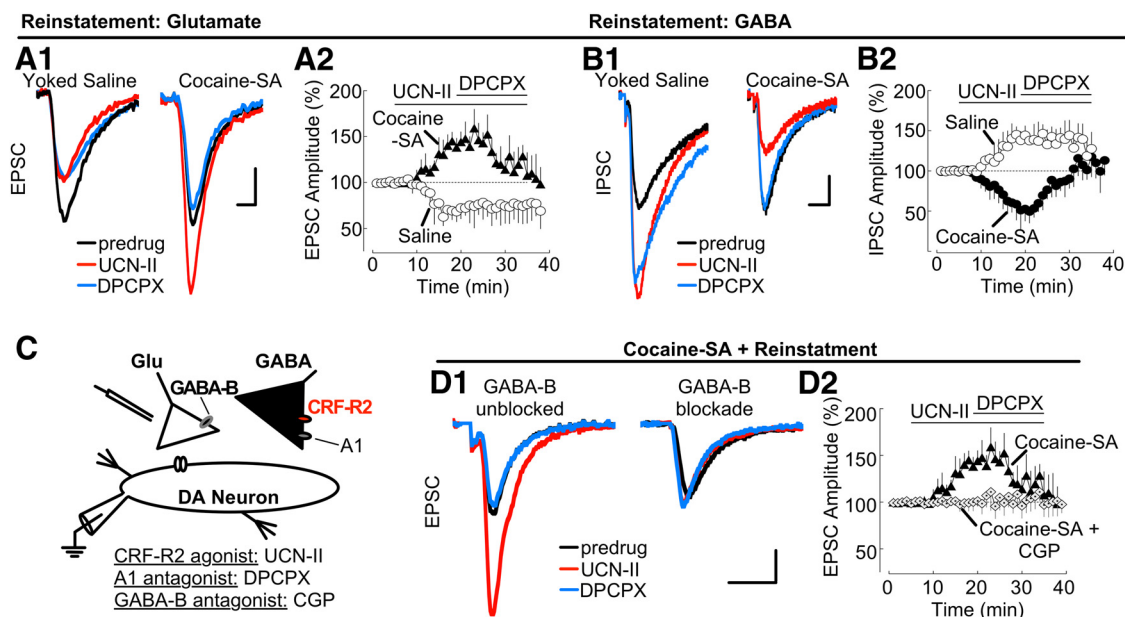 Reinstatement: Glutamate
Reinstatement: GABA
A1
Yoked Saline
Cocaine-SA
EPSC
predrug
UCN-II
DPCPX
A2
DPCPX
UCN-II
200
150
100
50
EPSC Amplitude (%)
Cocaine
-SA
Saline
0
10
20
30
40
Time (min)
B1
Yoked Saline
Cocaine-SA
IPSC
predrug
UCN-II
DPCPX
B2
UCN-II
DPCPX
200
150
100
50
IPSC Amplitude (%)
Saline
Cocaine-SA
0
10
20
30
40
Time (min)
C
Glu
GABA
GABA-B
CRF-R2
A1
DA Neuron
CRF-R2 agonist: UCN-II
A1 antagonist: DPCPX
GABA-B antagonist: CGP
Cocaine-SA + Reinstatment
D1
GABA-B
unblocked
GABA-B
blockade
EPSC
predrug
UCN-II
DPCPX
D2
UCN-II
DPCPX
200
150
100
50
EPSC Amplitude (%)
Cocaine-SA
Cocaine-SA +
CGP
0
10
20
30
40
Time (min)